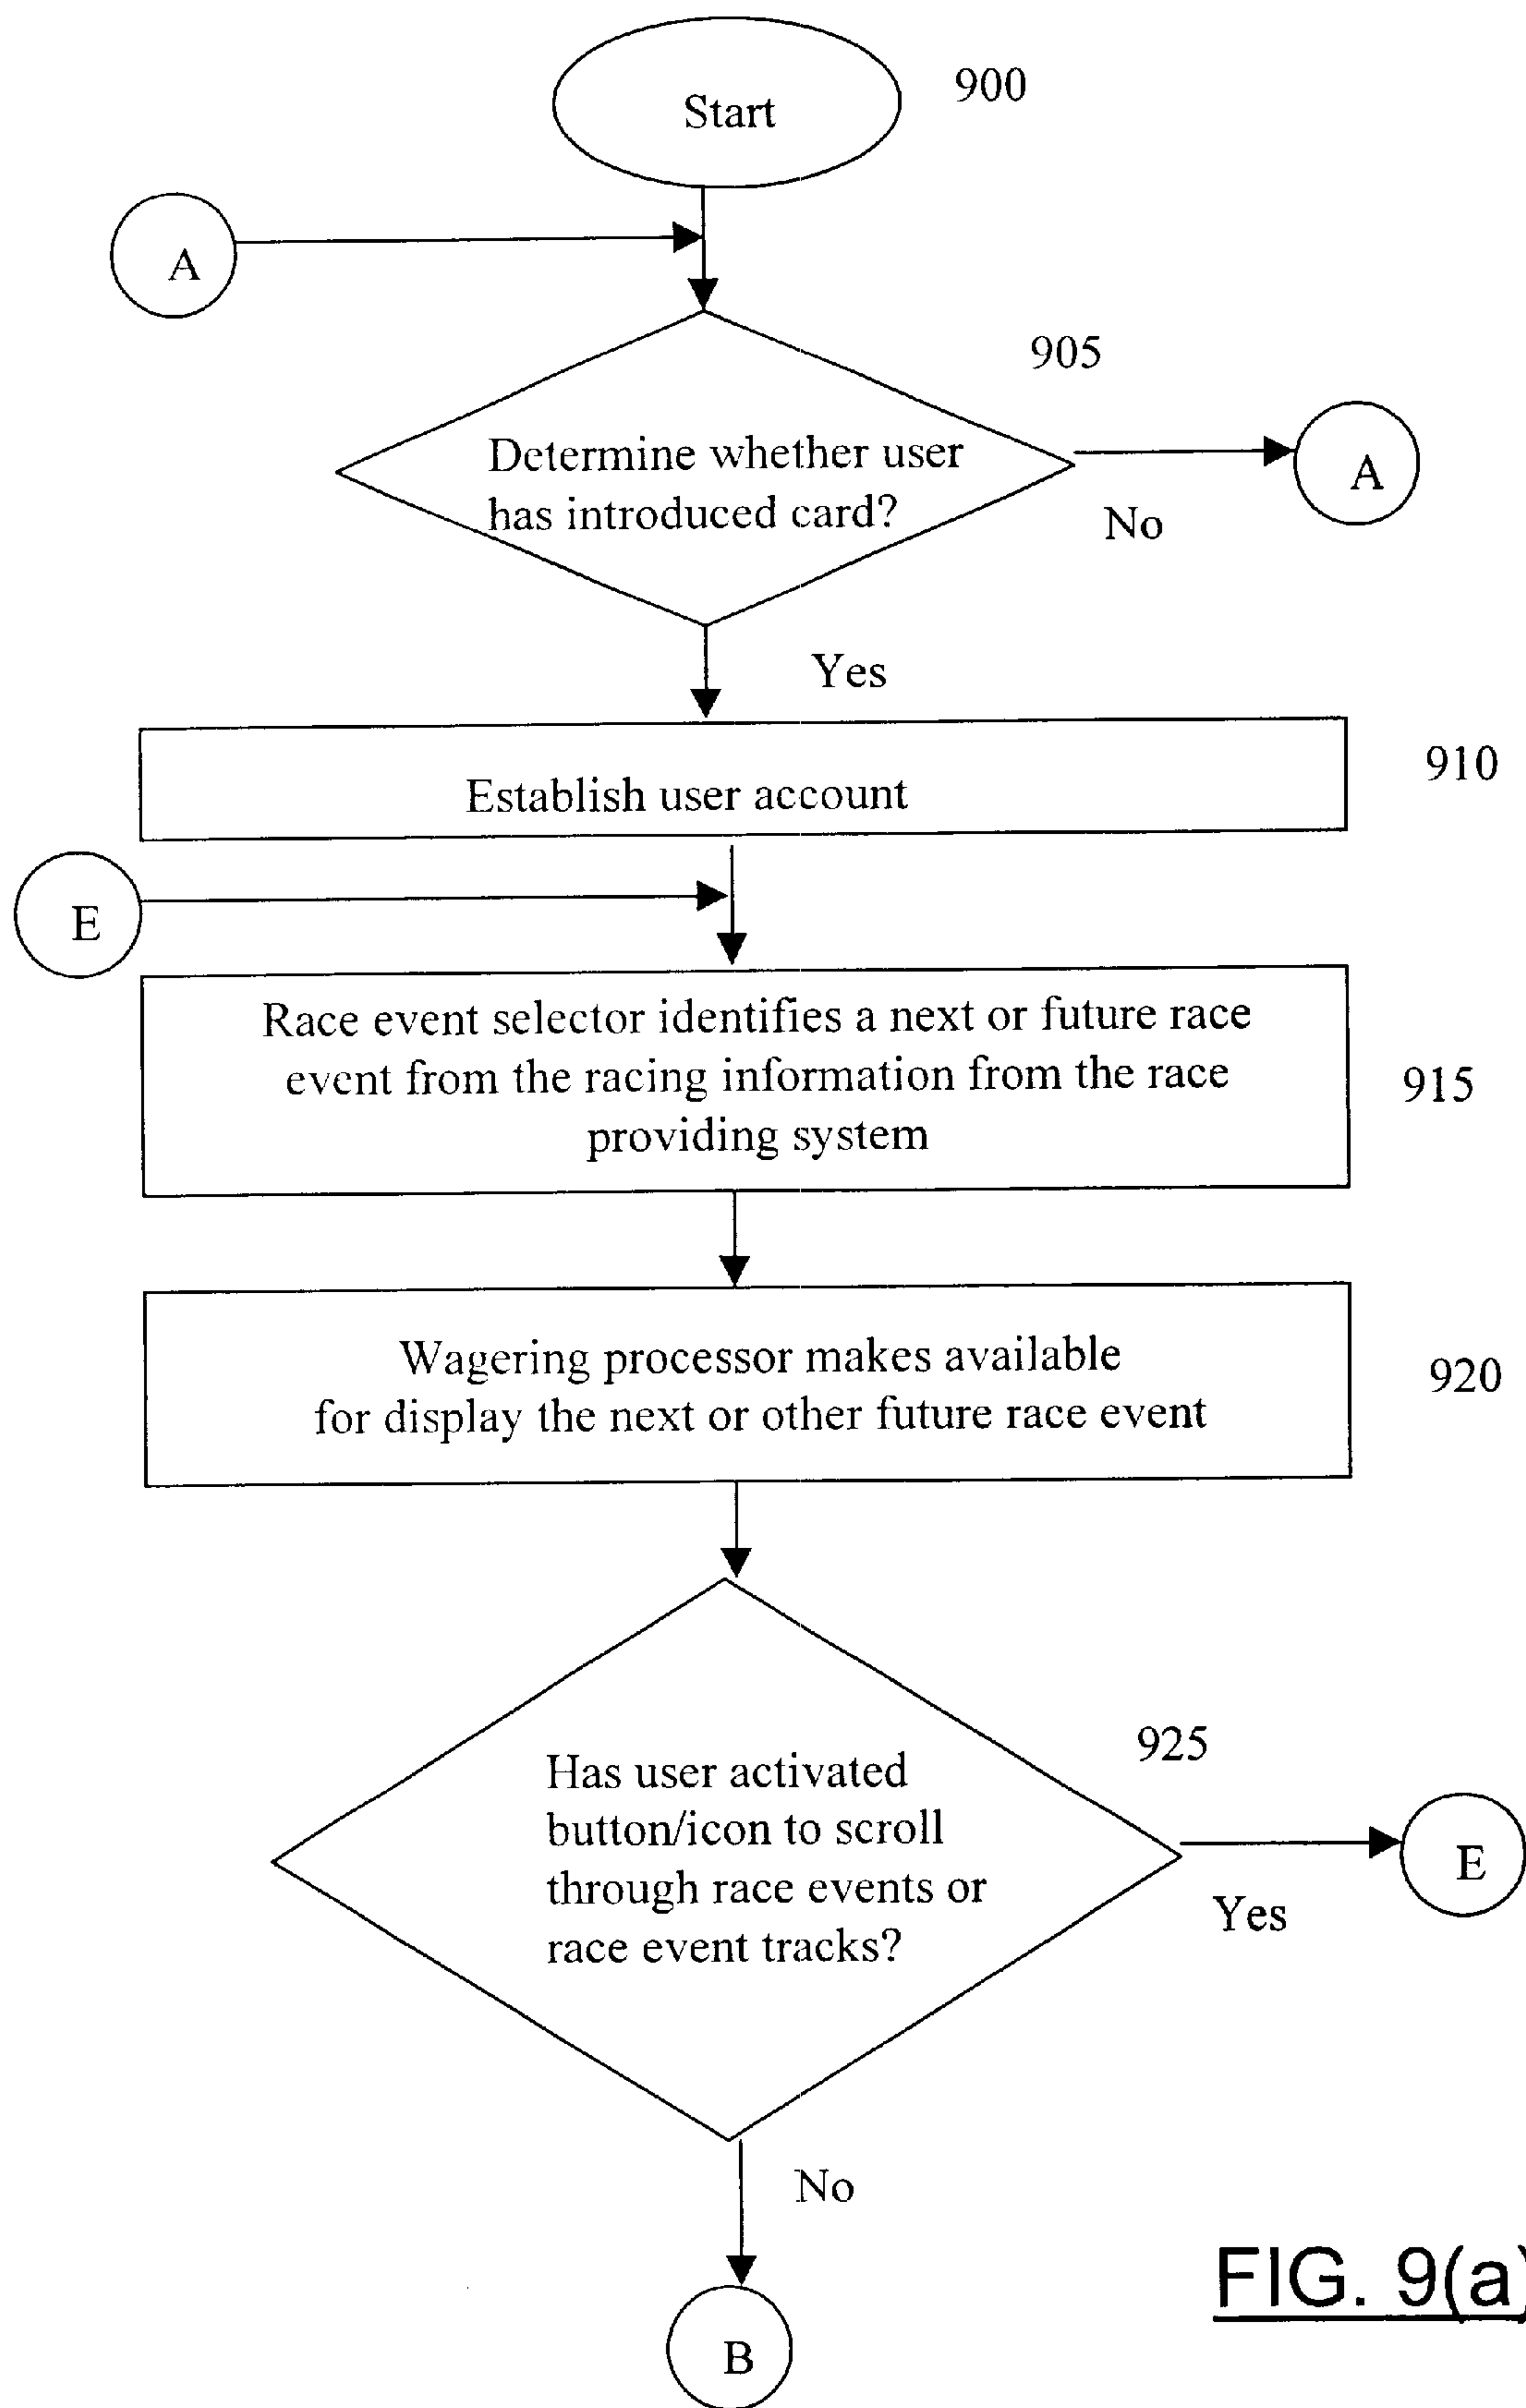 Start
900
A
905
Determine whether user
has introduced card?
A
No
Yes
910
Establish user account
E
Race event selector identifies a next or future race
event from the racing information from the race
providing system
915
Wagering processor makes available
for display the next or other future race event
920
925
Has user activated
button/icon to scroll
through race events or
race event tracks?
E
Yes
No
B
FIG. 9(a)